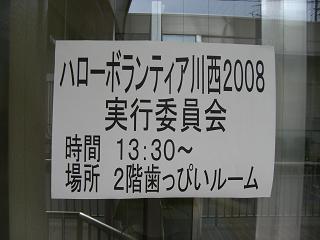 ハローボランティア川西2008
実行委員会
時間 13:30～
場所 2階歯っぴいルーム